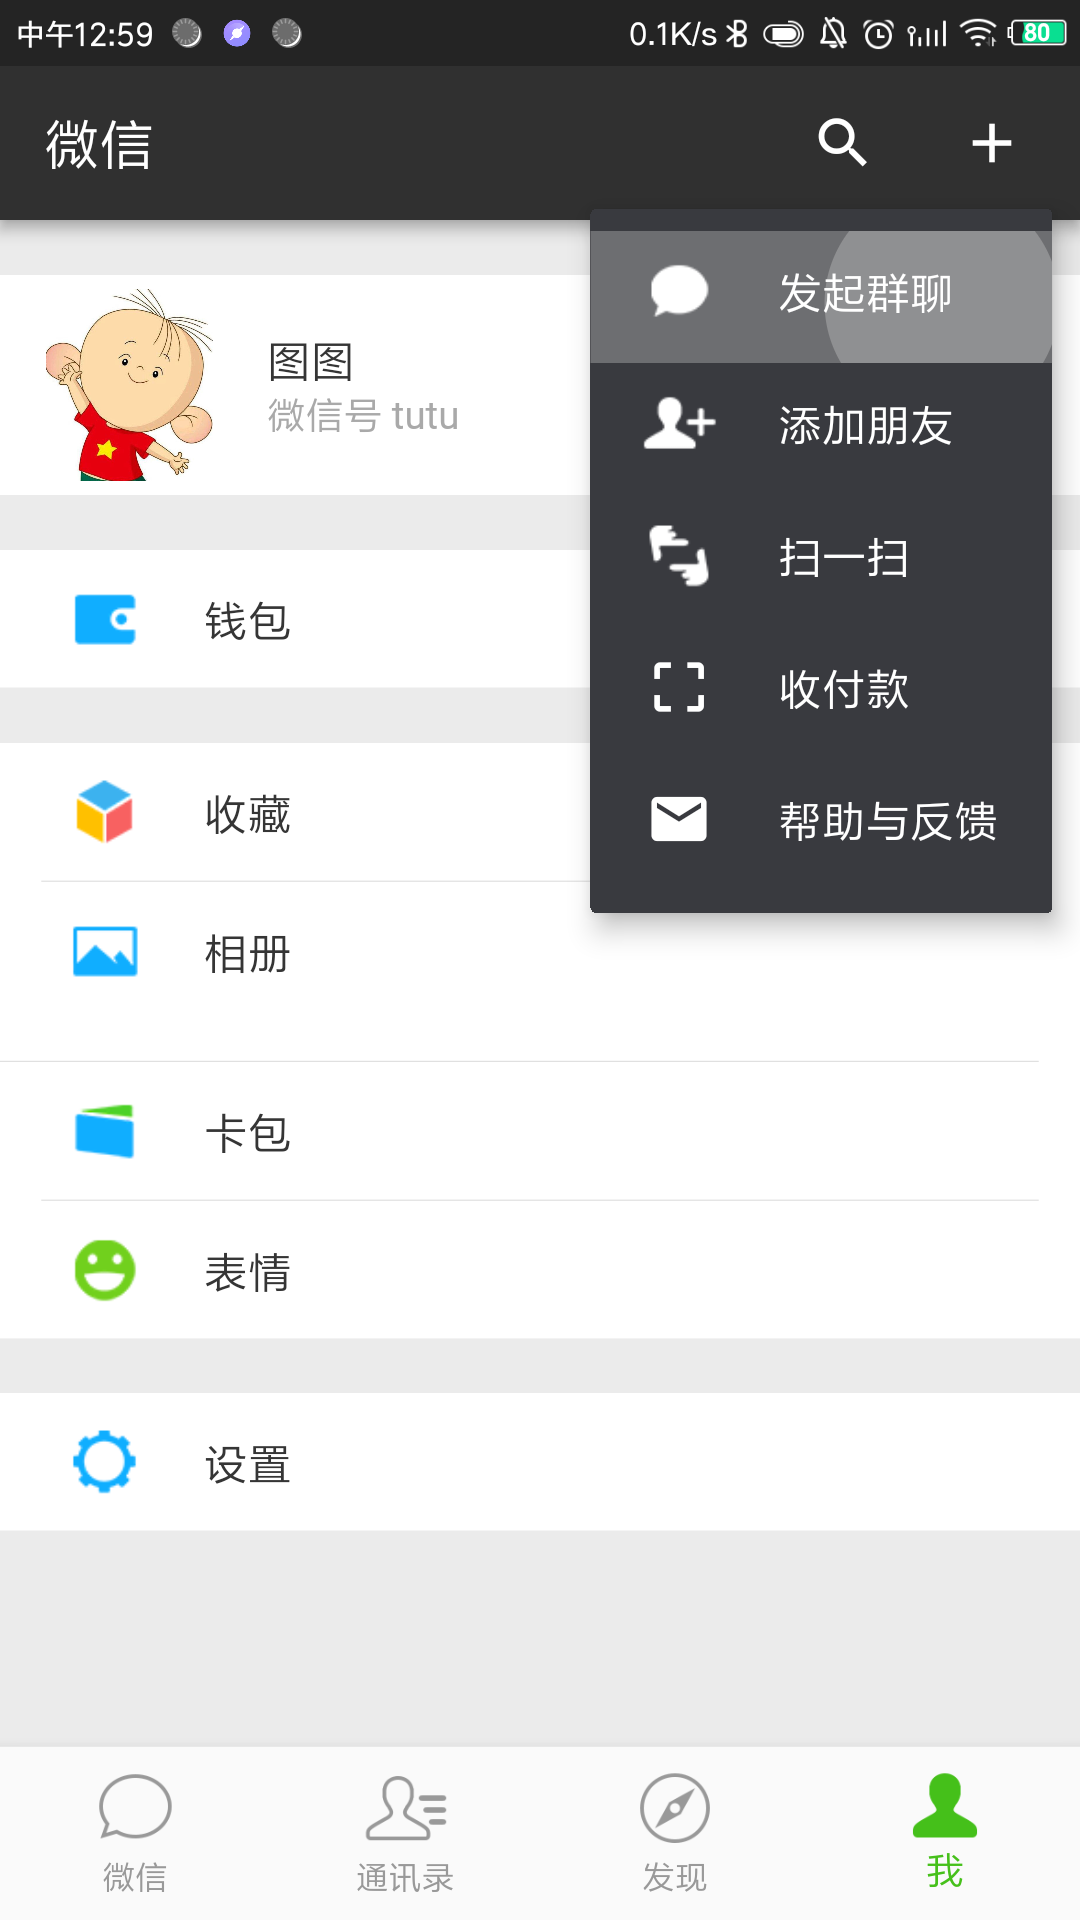 中午12:59 0.1K/s 80
微信
发起群聊
添加朋友
扫一扫
收付款
帮助与反馈
图图
微信号 tutu
钱包
收藏
相册
卡包
表情
设置
微信 通讯录 发现 我